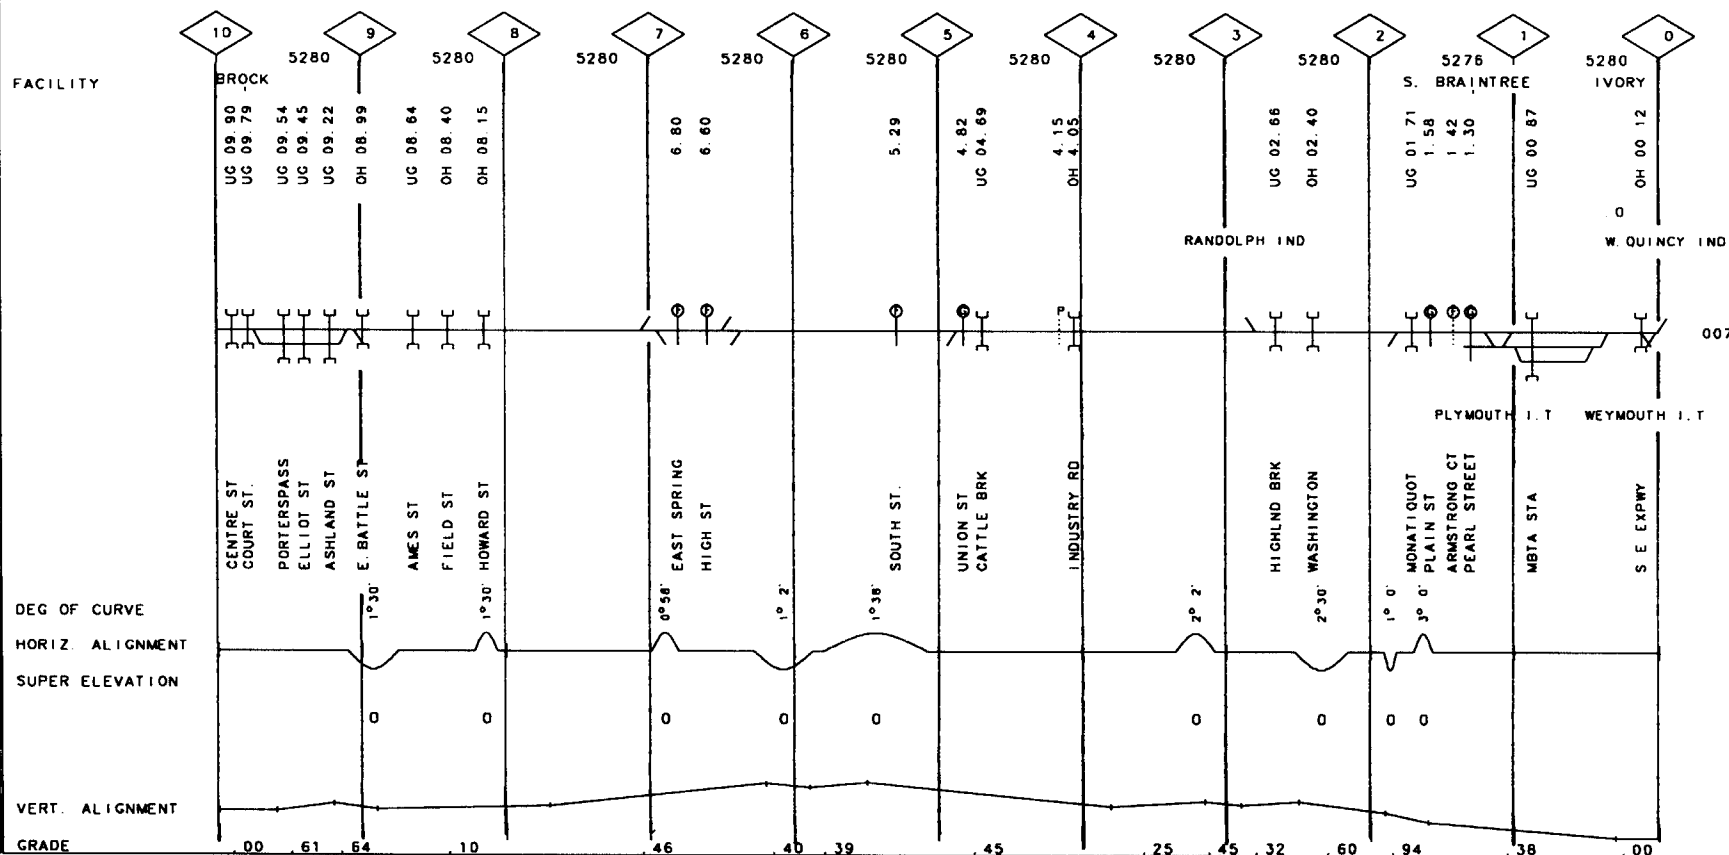 10 9 8 7 6 5 4 3 2 1 0
5280 5280 5280 5280 5280 5280 5280 5280 5276 5280
FACILITY BROCK S. BRAINTREE IVORY
UG 09.90
UG 09.79
UG 09.54
UG 09.45
UG 09.22
OH 08.99
UG 08.64
OH 08.40
OH 08.15
6.80
6.60
5.29
4.82
UG 04.69
4.15
OH 4.05
UG 02.66
OH 02.40
UG 01 71
1.58
1 42
1.30
UG 00 87
OH 00 12
0
RANDOLPH IND W. QUINCY IND
F F F G P G F G
007
PLYMOUTH I.T WEYMOUTH I.T
CENTRE ST
COURT ST.
PORTERSPASS
ELLIOT ST
ASHLAND ST
E.BATTLE ST
AMES ST
FIELD ST
HOWARD ST
EAST SPRING
HIGH ST
SOUTH ST.
UNION ST
CATTLE BRK
INDUSTRY RD
HIGHLND BRK
WASHINGTON
MONATIQUOT
PLAIN ST
ARMSTRONG CT
PEARL STREET
MBTA STA
S E EXPWY
DEG OF CURVE 1°30' 1°30' 0°58' 1° 2' 1°38' 2° 2' 2°30' 1° 0' 3° 0'
HORIZ. ALIGNMENT
SUPER ELEVATION
0 0 0 0 0 0 0 0 0
VERT. ALIGNMENT
GRADE .00 .61 .64 .10 .46 .40 .39 .45 .25 .45 .32 .60 .94 .38 .00